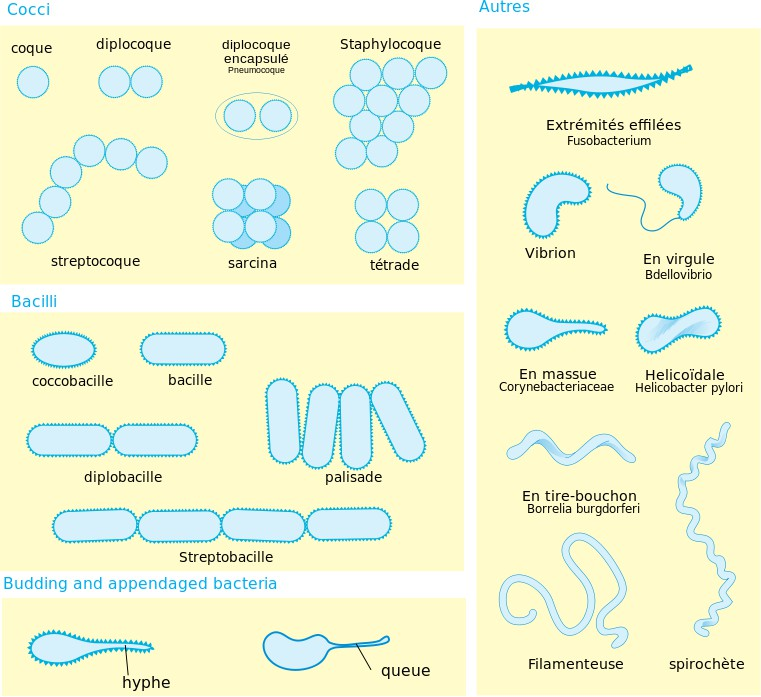 Cocci
coque
diplocoque
diplocoque
encapsulé
Pneumocoque
Staphylocoque
streptocoque
sarcina
tétrade
Bacilli
coccobacille
bacille
diplobacille
palisade
Streptobacille
Budding and appendaged bacteria
hyphe
queue
Autres
Extrémités effilées
Fusobacterium
Vibrion
En virgule
Bdellovibrio
En massue
Corynebacteriaceae
Helicoïdale
Helicobacter pylori
En tire-bouchon
Borrelia burgdorferi
Filamenteuse
spirochète